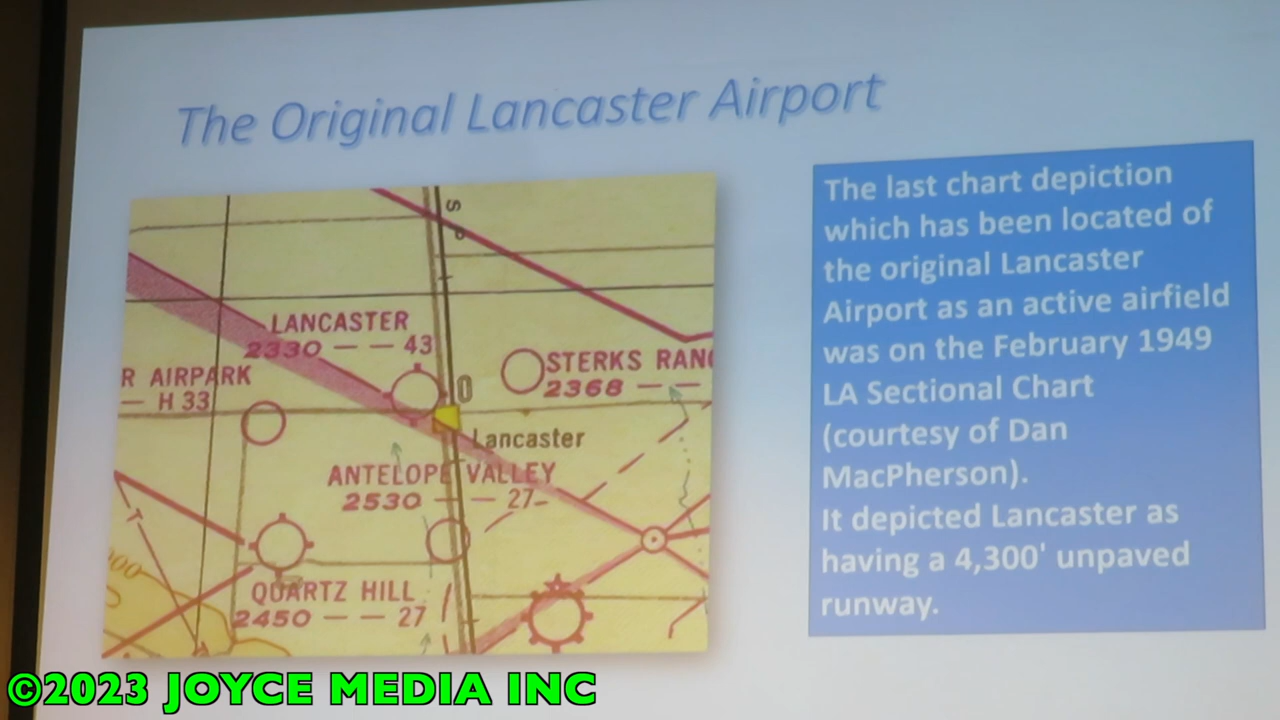 The Original Lancaster Airport
S
P
LANCASTER
2330 — — 43
STERKS RANC
2368 — —
R AIRPARK
— H 33
Lancaster
ANTELOPE VALLEY
2530 — — 27
QUARTZ HILL
2450 — — 27
The last chart depiction
which has been located of
the original Lancaster
Airport as an active airfield
was on the February 1949
LA Sectional Chart
(courtesy of Dan
MacPherson).
It depicted Lancaster as
having a 4,300' unpaved
runway.
©2023 JOYCE MEDIA INC